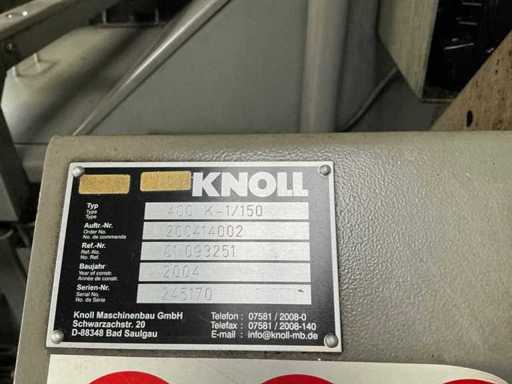 KNOLL
Typ
Type
Type
K-1/150
Auftr.-Nr.
Order No.
No. de commande
200414002
Ref.-Nr.
Ref. No.
No. Ref.
093251
Baujahr
Year of constr.
Année de constr.
2004
Serien-Nr.
Serial No.
No. de Série
245170
Knoll Maschinenbau GmbH
Schwarzachstr. 20
D-88348 Bad Saulgau
Telefon : 07581 / 2008-0
Telefax : 07581 / 2008-140
E-mail : info@knoll-mb.de